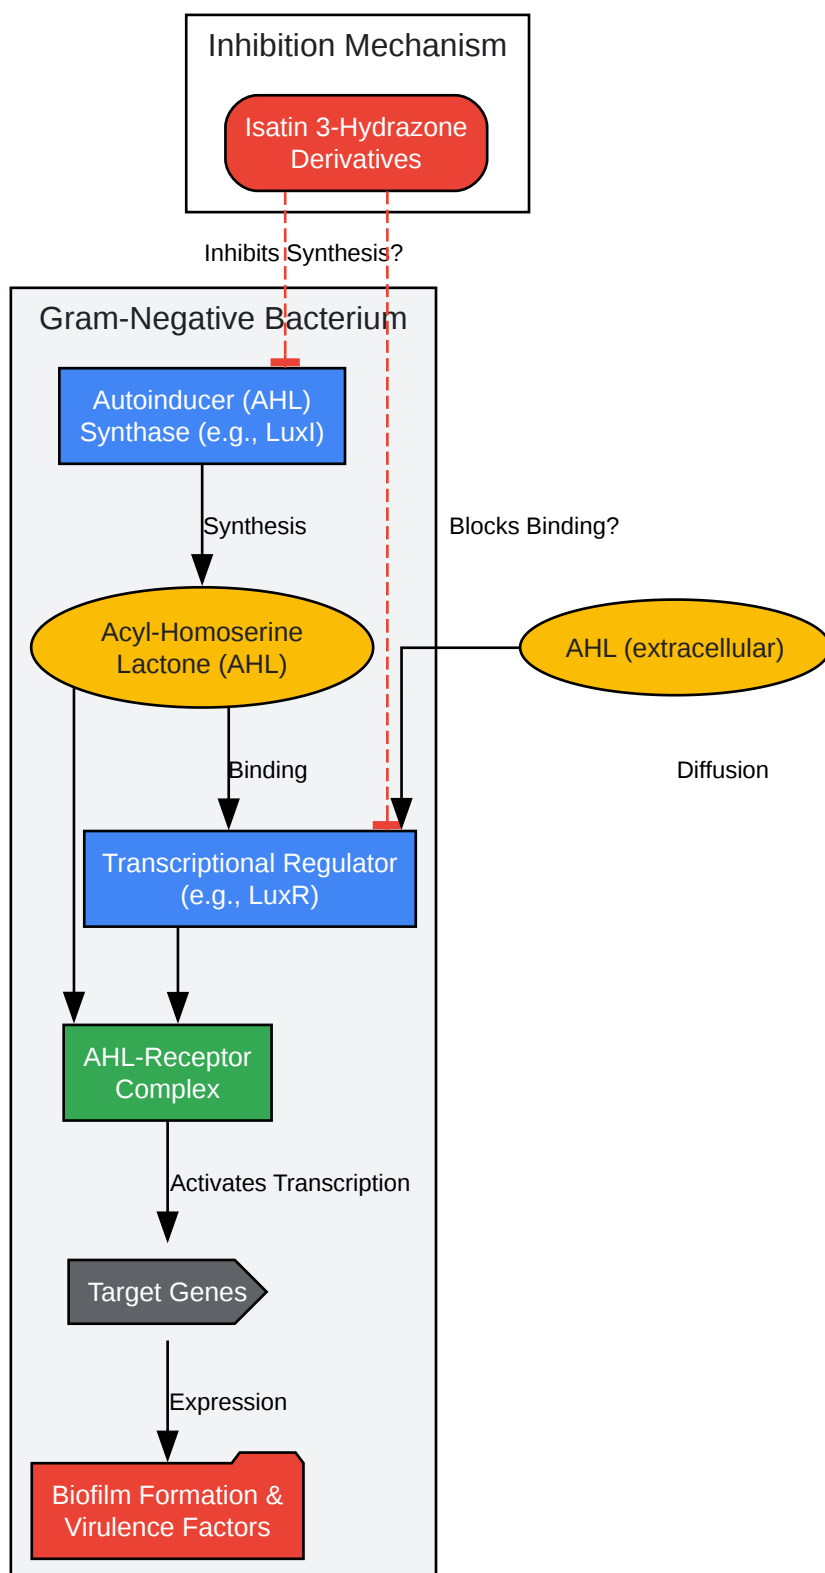 Inhibition Mechanism
Isatin 3-Hydrazone
Derivatives
Inhibits Synthesis?
Gram-Negative Bacterium
Autoinducer (AHL)
Synthase (e.g., LuxI)
Synthesis
Blocks Binding?
Acyl-Homoserine
Lactone (AHL)
AHL (extracellular)
Binding
Diffusion
Transcriptional Regulator
(e.g., LuxR)
AHL-Receptor
Complex
Activates Transcription
Target Genes
Expression
Biofilm Formation &
Virulence Factors